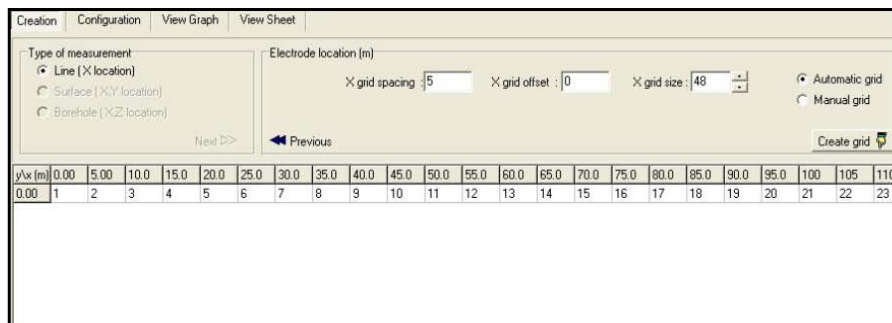 Creation Configuration View Graph View Sheet
Type of measurement
Line ( X location)
Surface ( X,Y location)
Borehole (X,Z location)
Next
Electrode location (m)
X grid spacing : 5 X grid offset : 0 X grid size : 48
Automatic grid
Manual grid
Previous
Create grid
y\x (m) 0.00 5.00 10.0 15.0 20.0 25.0 30.0 35.0 40.0 45.0 50.0 55.0 60.0 65.0 70.0 75.0 80.0 85.0 90.0 95.0 100 105 110
0.00 1 2 3 4 5 6 7 8 9 10 11 12 13 14 15 16 17 18 19 20 21 22 23